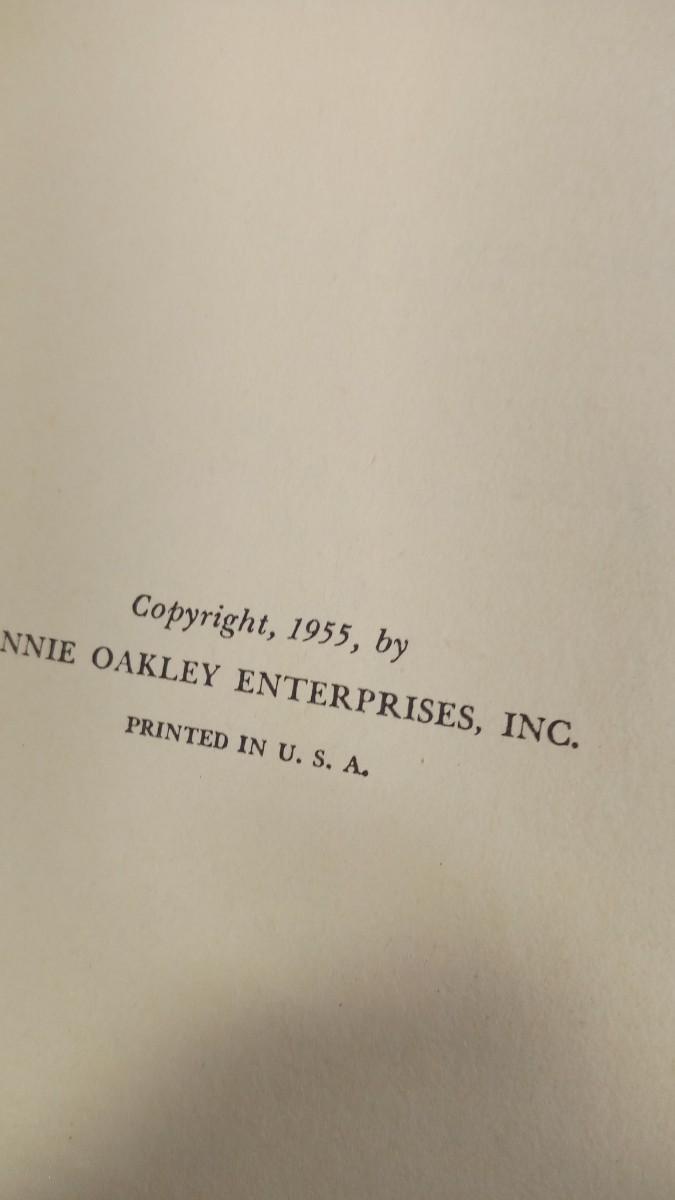 Copyright, 1955, by
NNIE OAKLEY ENTERPRISES, INC.
PRINTED IN U. S. A.